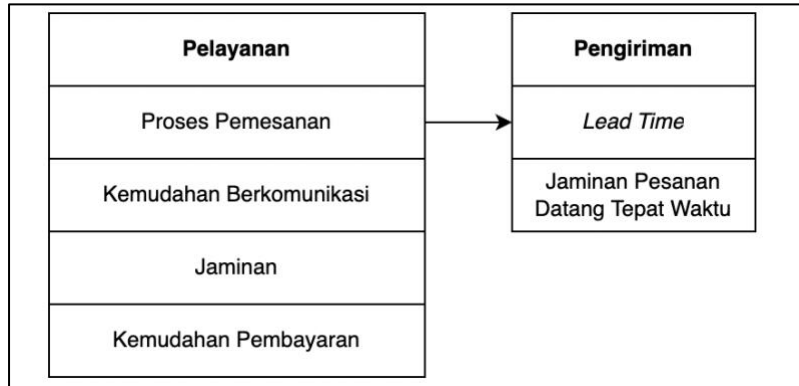 Pelayanan
Proses Pemesanan
Kemudahan Berkomunikasi
Jaminan
Kemudahan Pembayaran
Pengiriman
Lead Time
Jaminan Pesanan
Datang Tepat Waktu